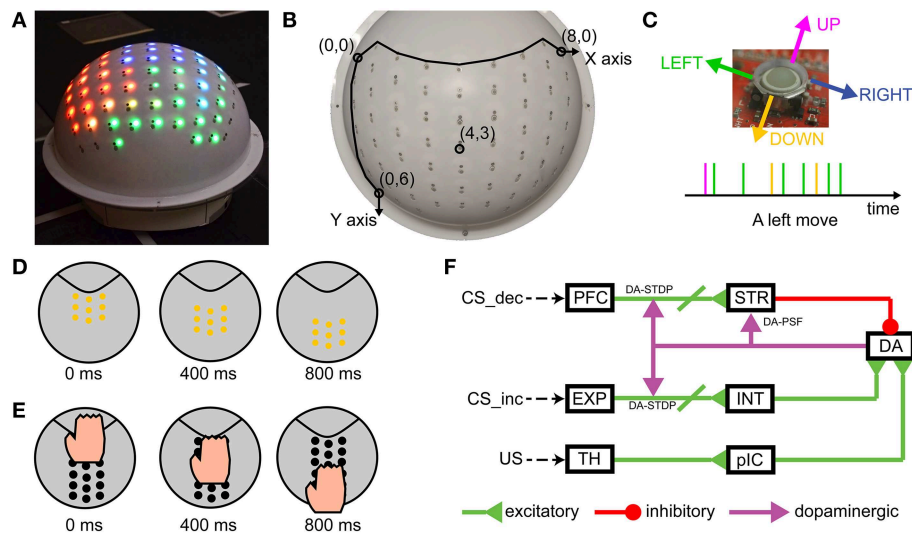 A
B
(0,0)
(8,0)
X axis
(4,3)
(0,6)
Y axis
C
UP
LEFT
RIGHT
DOWN
time
A left move
D
0 ms
400 ms
800 ms
E
0 ms
400 ms
800 ms
F
CS_dec
PFC
DA-STDP
STR
DA-PSF
DA
CS_inc
EXP
DA-STDP
INT
US
TH
pIC
excitatory
inhibitory
dopaminergic